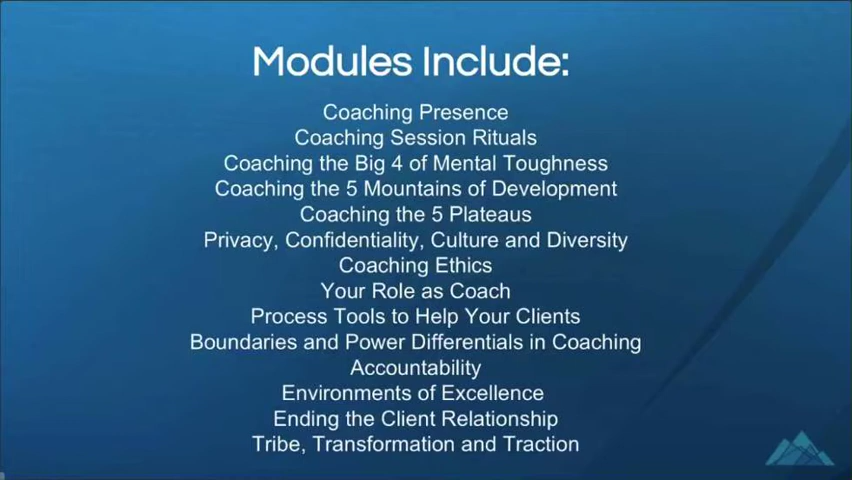 Modules Include:
Coaching Presence
Coaching Session Rituals
Coaching the Big 4 of Mental Toughness
Coaching the 5 Mountains of Development
Coaching the 5 Plateaus
Privacy, Confidentiality, Culture and Diversity
Coaching Ethics
Your Role as Coach
Process Tools to Help Your Clients
Boundaries and Power Differentials in Coaching
Accountability
Environments of Excellence
Ending the Client Relationship
Tribe, Transformation and Traction